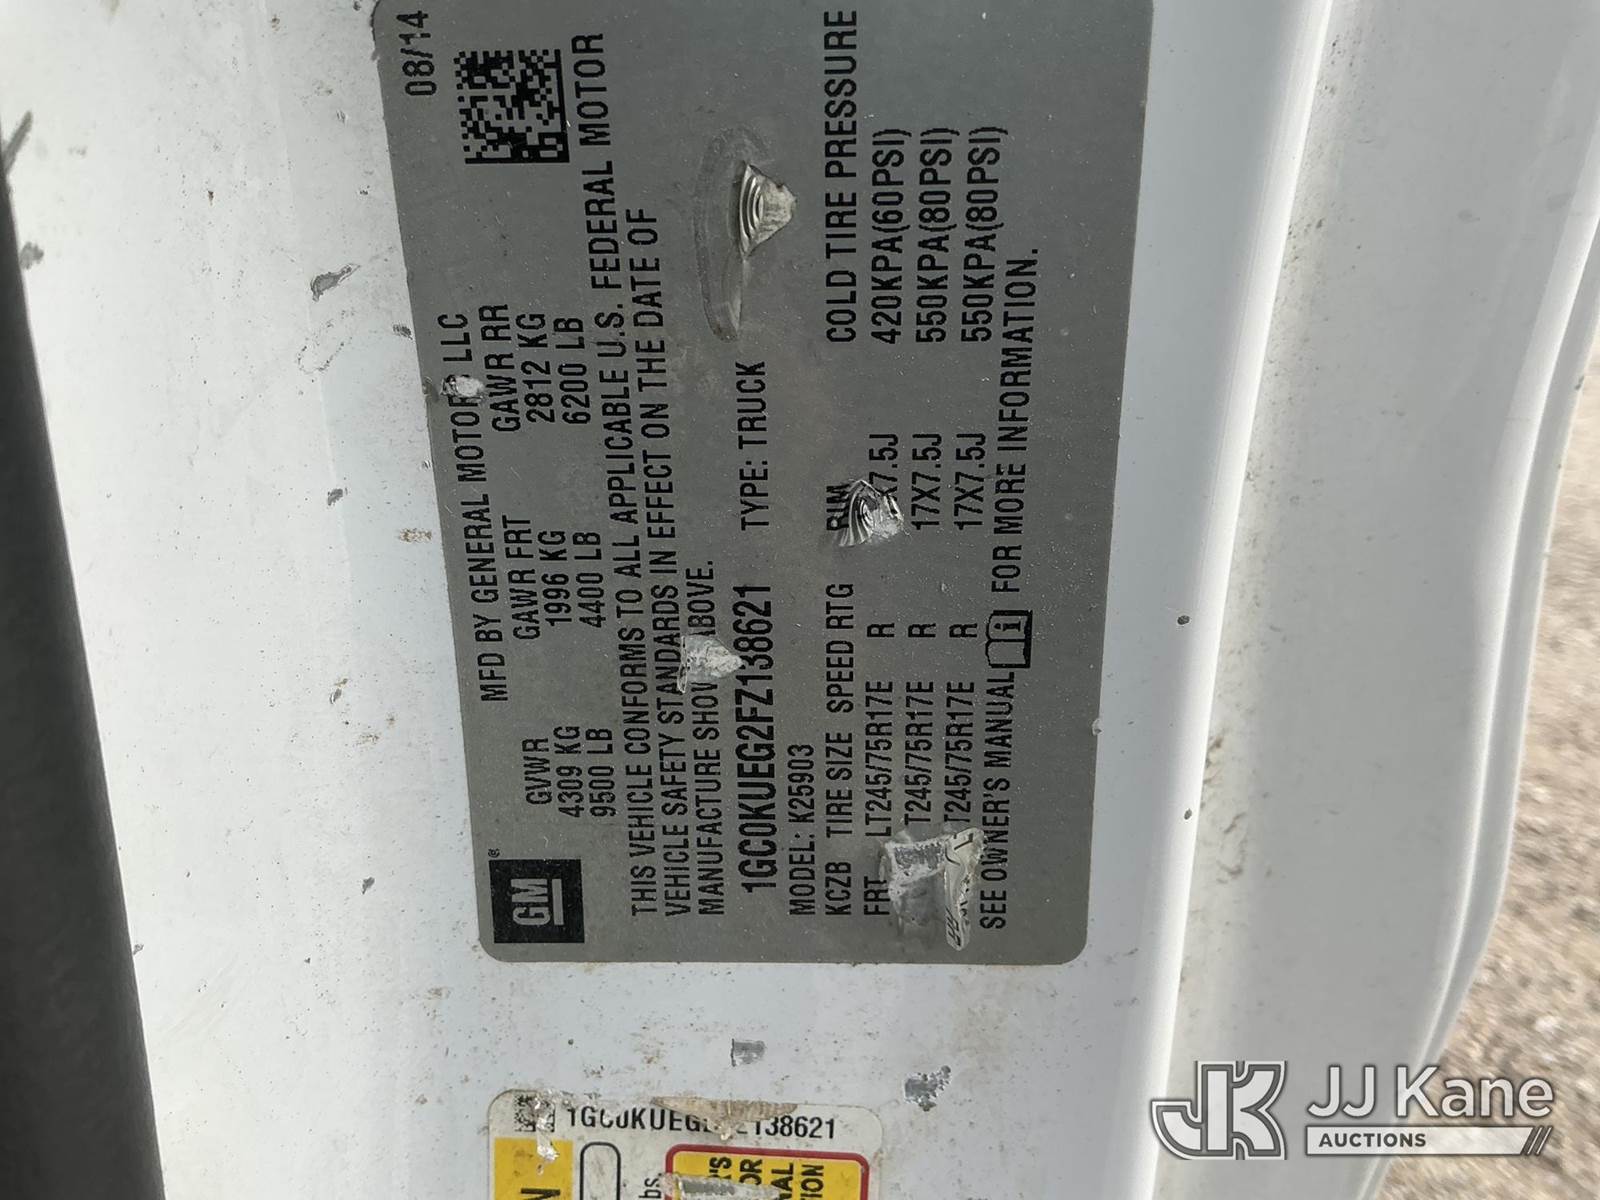 08/14
MFD BY GENERAL MOTORS LLC
GVWR GAWR FRT GAWR RR
4309 KG 1996 KG 2812 KG
9500 LB 4400 LB 6200 LB
THIS VEHICLE CONFORMS TO ALL APPLICABLE U.S. FEDERAL MOTOR
VEHICLE SAFETY STANDARDS IN EFFECT ON THE DATE OF
MANUFACTURE SHOWN ABOVE.
1GC0KUEG2FZ138621 TYPE: TRUCK
MODEL: K25903
KCZB TIRE SIZE SPEED RTG RIM COLD TIRE PRESSURE
FRT LT245/75R17E R 17X7.5J 420KPA(60PSI)
LT245/75R17E R 17X7.5J 550KPA(80PSI)
LT245/75R17E R 17X7.5J 550KPA(80PSI)
SEE OWNER'S MANUAL FOR MORE INFORMATION.
GM
1GC0KUEG2FZ138621
JJ Kane
AUCTIONS